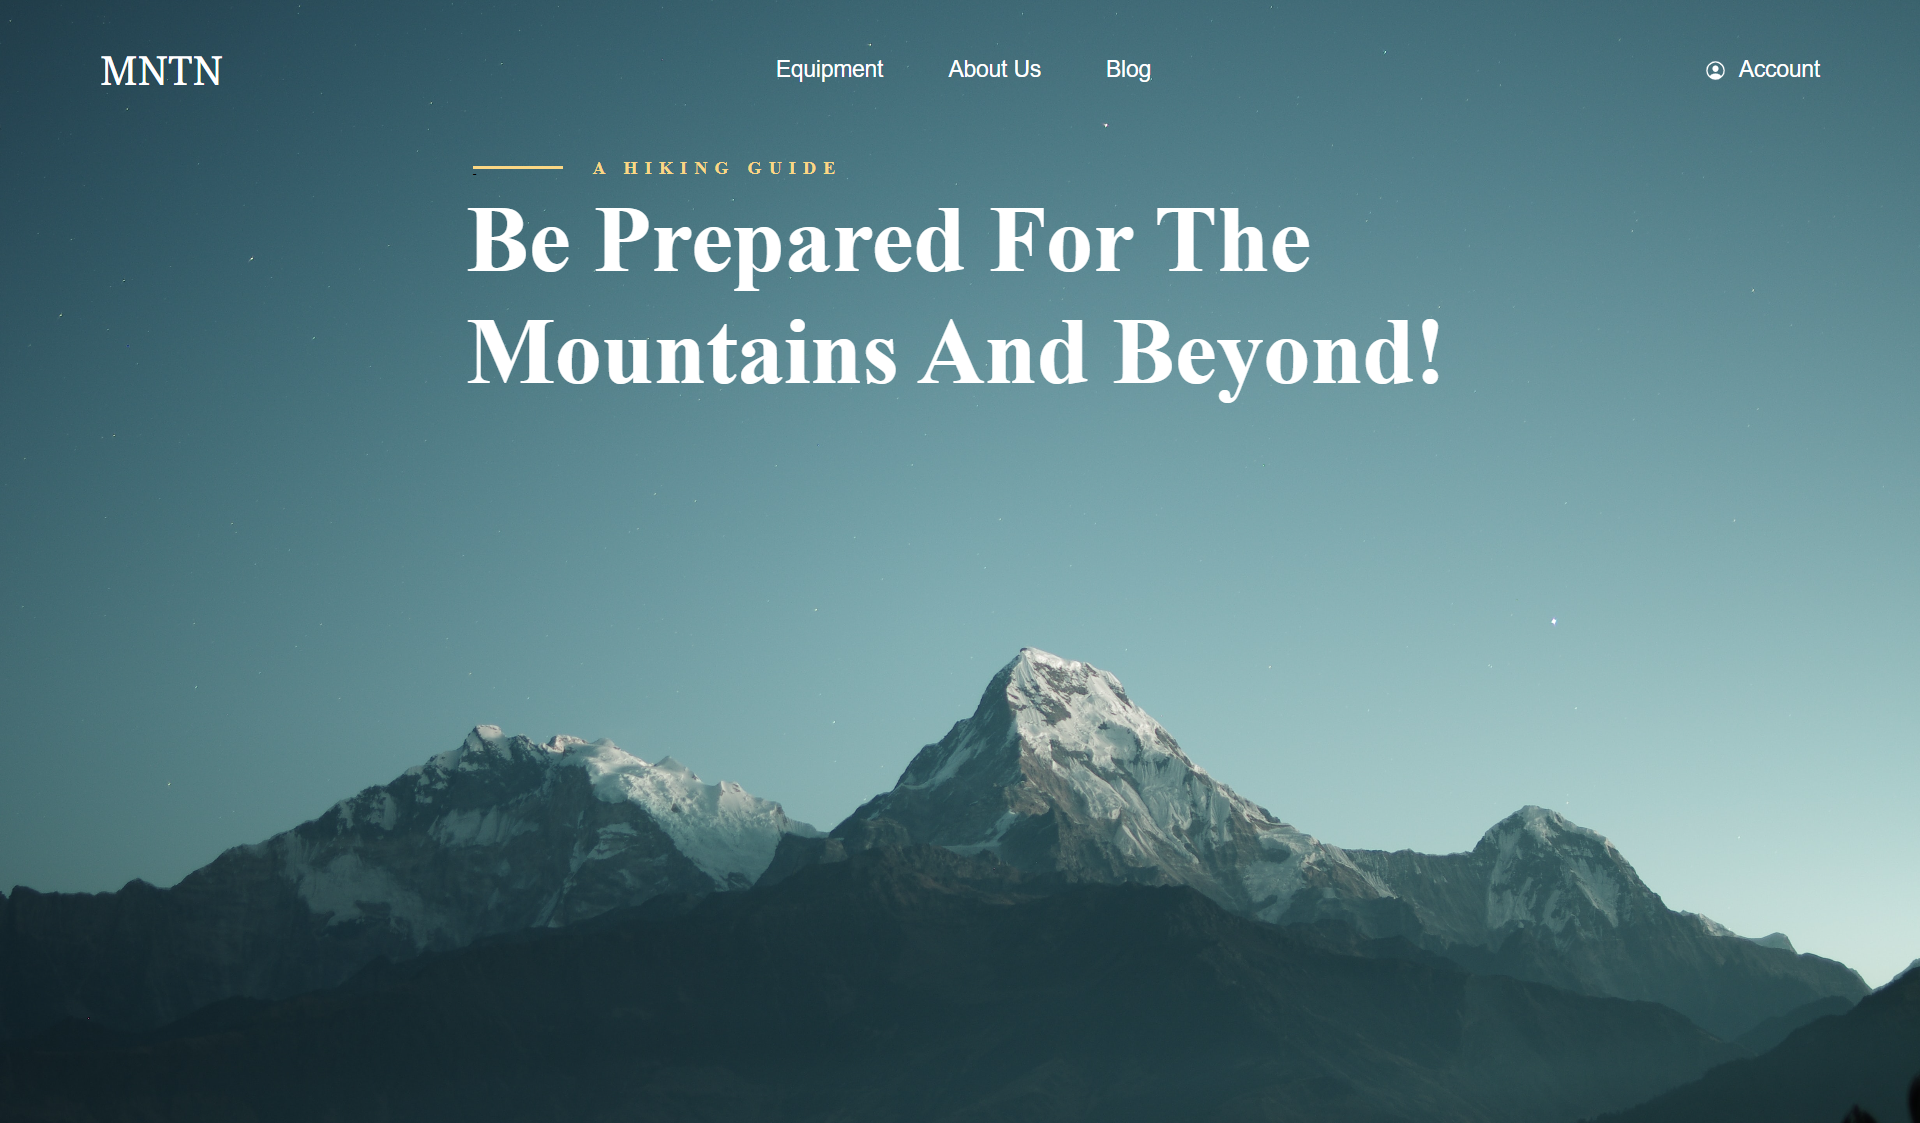 MNTN
Equipment
About Us
Blog
Account
A HIKING GUIDE
Be Prepared For The
Mountains And Beyond!